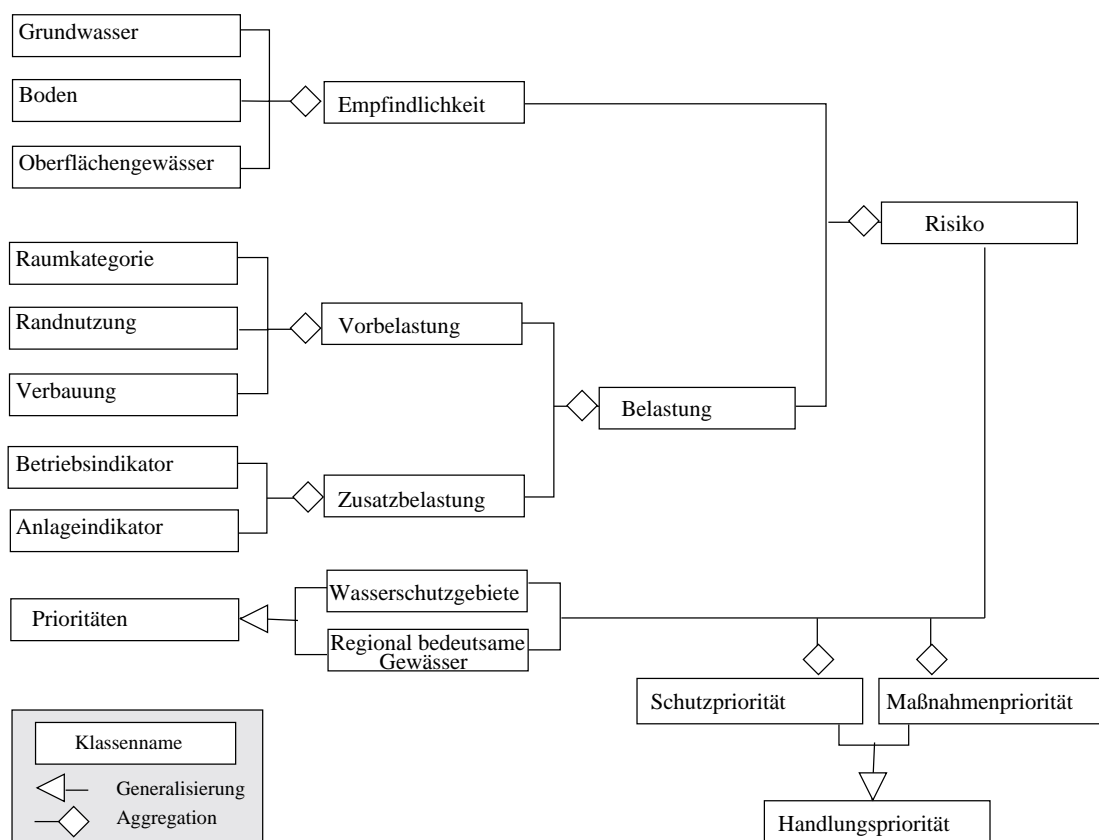 Grundwasser
Boden
Empfindlichkeit
Oberflächengewässer
Risiko
Raumkategorie
Randnutzung
Vorbelastung
Verbauung
Belastung
Betriebsindikator
Zusatzbelastung
Anlageindikator
Wasserschutzgebiete
Prioritäten
Regional bedeutsame
Gewässer
Schutzpriorität
Maßnahmenpriorität
Klassenname
Generalisierung
Aggregation
Handlungspriorität